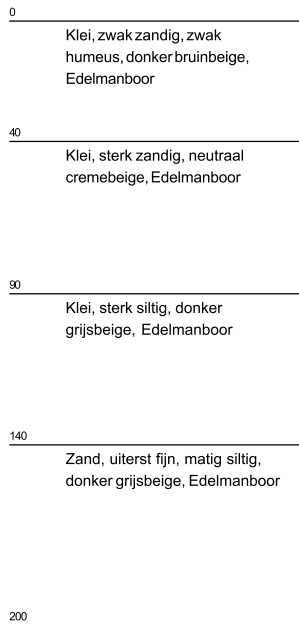 0
Klei, zwak zandig, zwak
humeus, donker bruinbeige,
Edelmanboor
40
Klei, sterk zandig, neutraal
cremebeige, Edelmanboor
90
Klei, sterk siltig, donker
grijsbeige, Edelmanboor
140
Zand, uiterst fijn, matig siltig,
donker grijsbeige, Edelmanboor
200